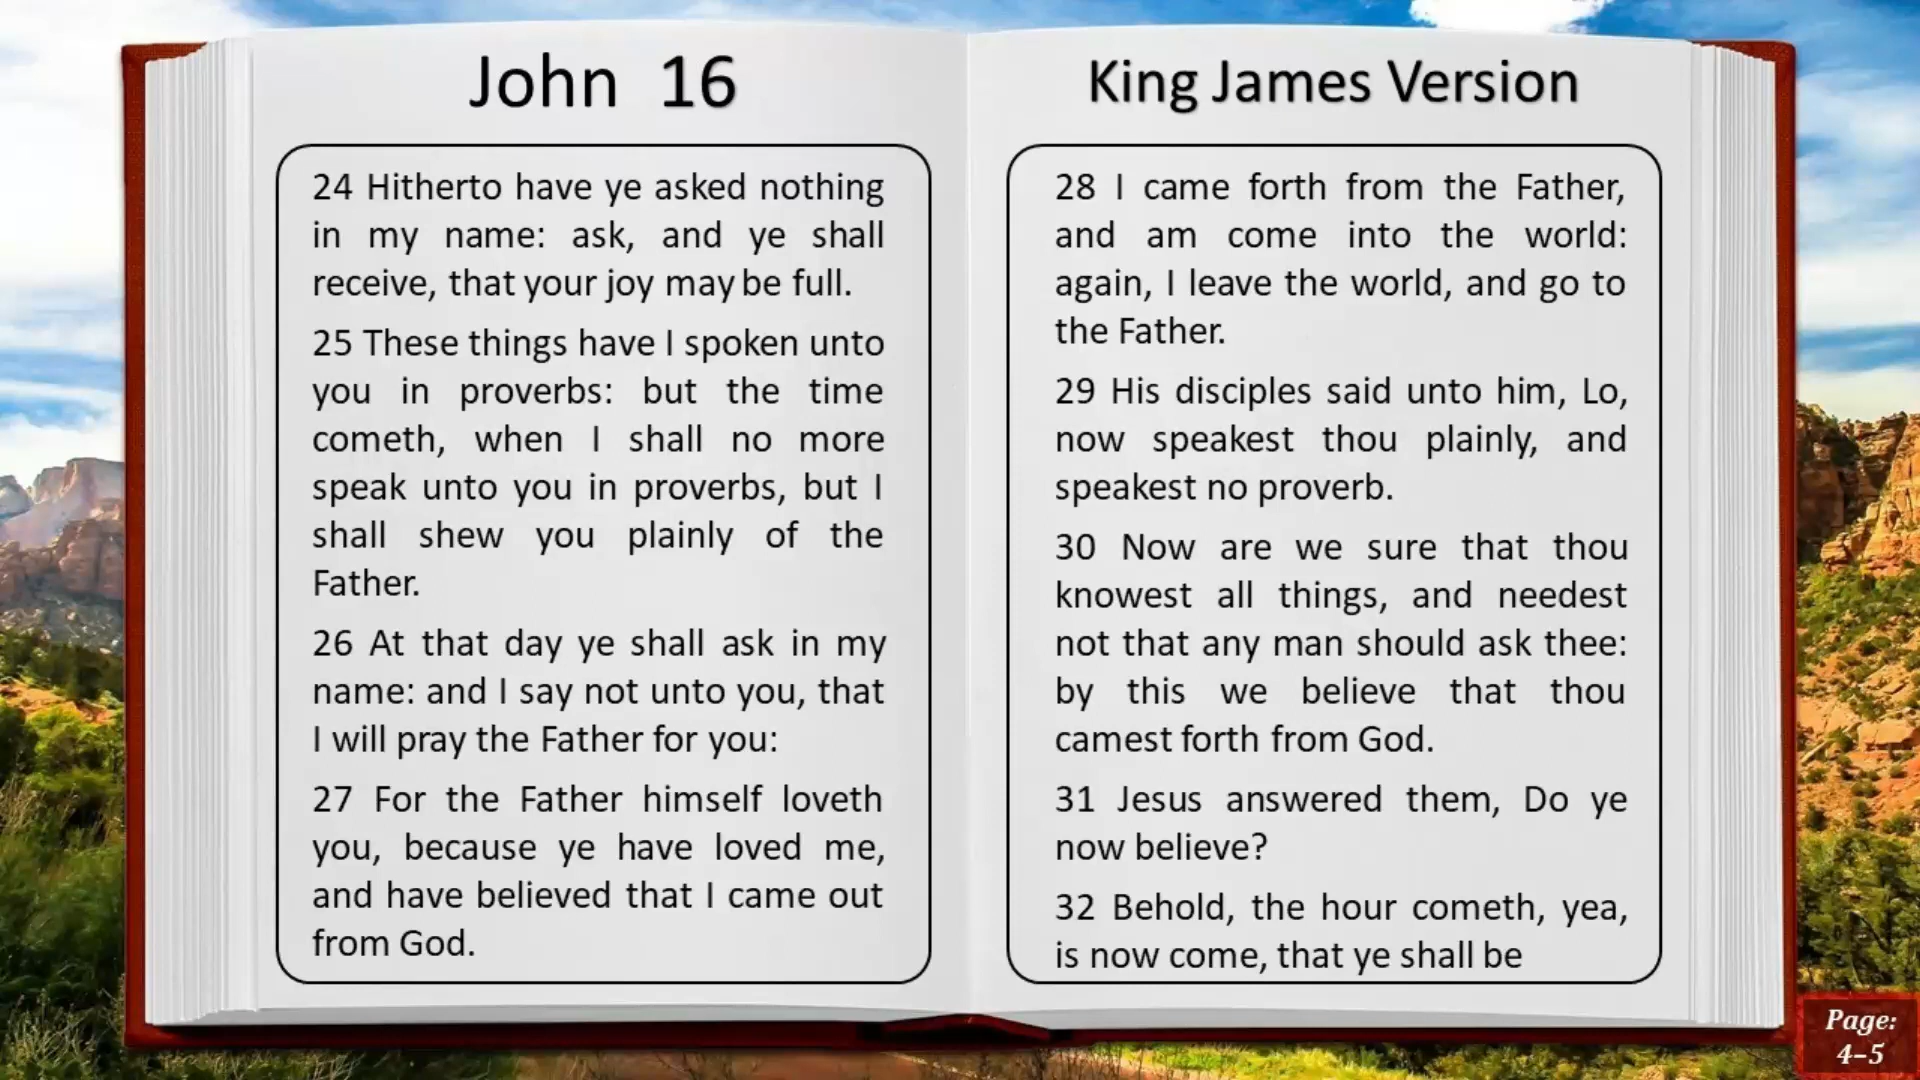 John 16
24 Hitherto have ye asked nothing
in my name: ask, and ye shall
receive, that your joy may be full.
25 These things have I spoken unto
you in proverbs: but the time
cometh, when I shall no more
speak unto you in proverbs, but I
shall shew you plainly of the
Father.
26 At that day ye shall ask in my
name: and I say not unto you, that
I will pray the Father for you:
27 For the Father himself loveth
you, because ye have loved me,
and have believed that I came out
from God.
King James Version
28 I came forth from the Father,
and am come into the world:
again, I leave the world, and go to
the Father.
29 His disciples said unto him, Lo,
now speakest thou plainly, and
speakest no proverb.
30 Now are we sure that thou
knowest all things, and needest
not that any man should ask thee:
by this we believe that thou
camest forth from God.
31 Jesus answered them, Do ye
now believe?
32 Behold, the hour cometh, yea,
is now come, that ye shall be
Page:
4–5